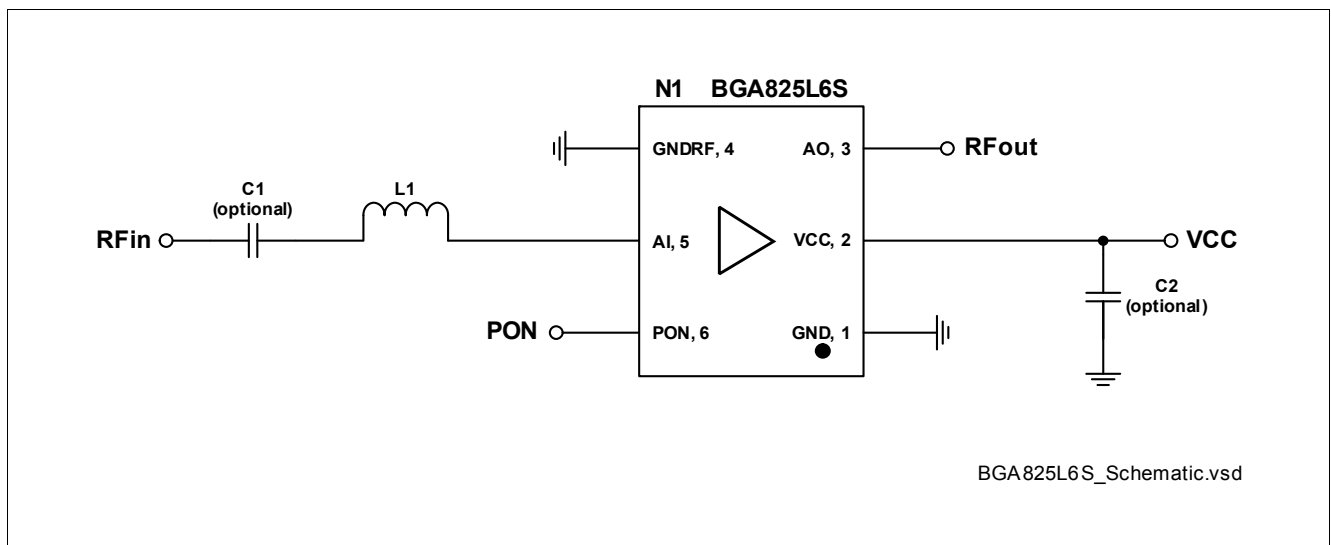 N1 BGA825L6S
GNDRF, 4
AO, 3
RFout
C1
(optional)
L1
RFin
AI, 5
VCC, 2
VCC
C2
(optional)
PON
PON, 6
GND, 1
BGA825L6S_Schematic.vsd